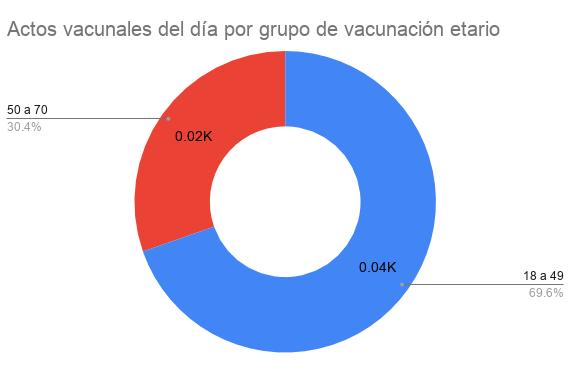 Actos vacunales del día por grupo de vacunación etario
50 a 70
30.4%
0.02K
0.04K
18 a 49
69.6%